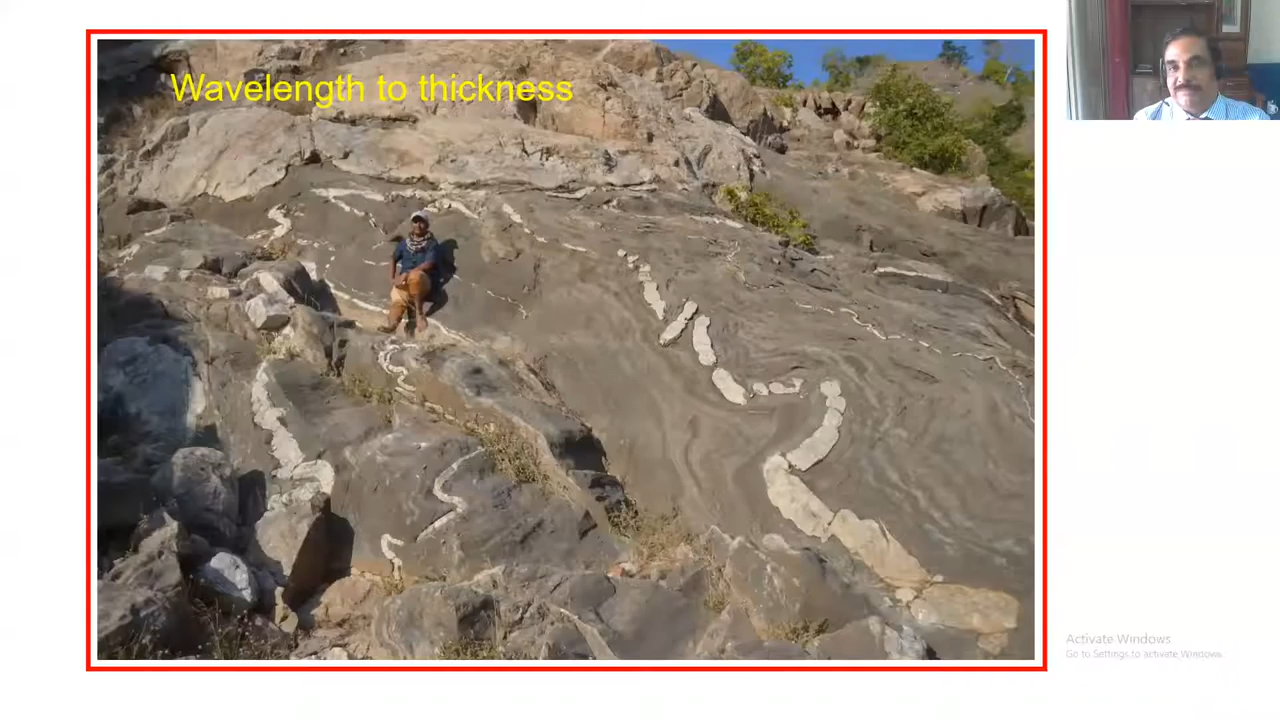 Wavelength to thickness
Activate Windows
Go to Settings to activate Windows.